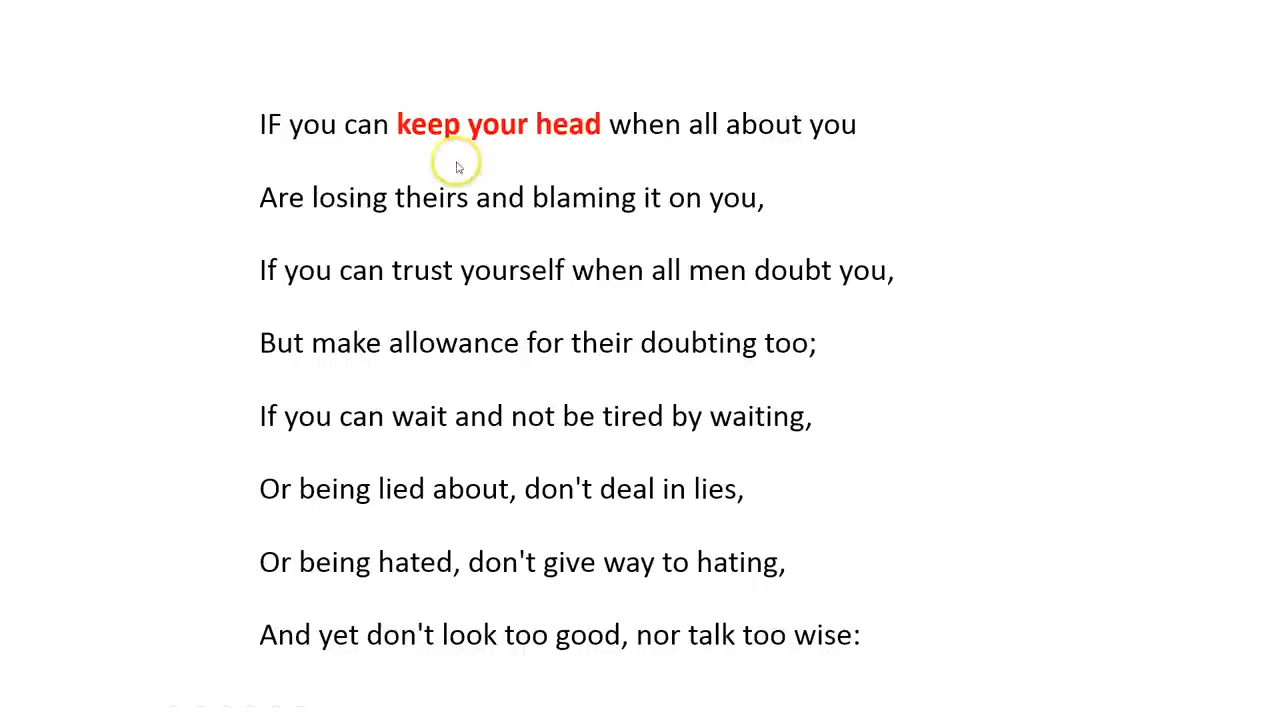 IF you can keep your head when all about you
Are losing theirs and blaming it on you,
If you can trust yourself when all men doubt you,
But make allowance for their doubting too;
If you can wait and not be tired by waiting,
Or being lied about, don't deal in lies,
Or being hated, don't give way to hating,
And yet don't look too good, nor talk too wise: